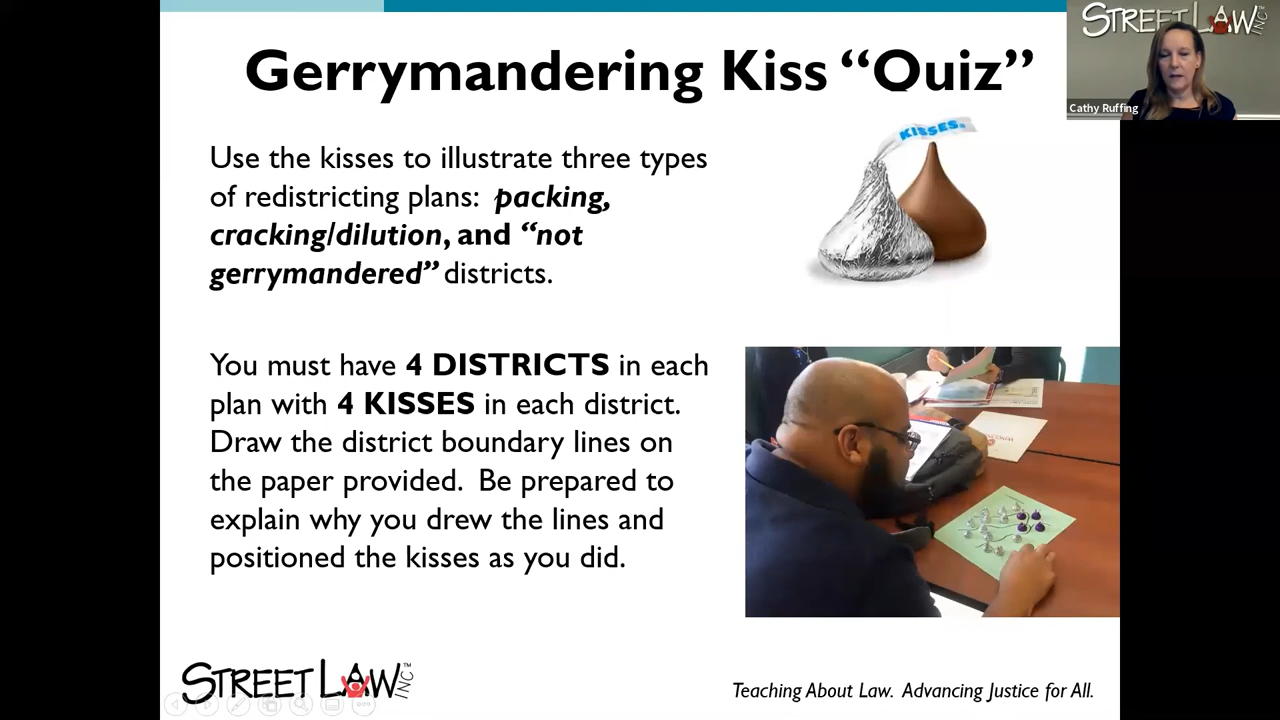 Gerrymandering Kiss “Quiz”
STREET LAW INC
Cathy Ruffing
KISSES.
Use the kisses to illustrate three types
of redistricting plans: packing,
cracking/dilution, and “not
gerrymandered” districts.
You must have 4 DISTRICTS in each
plan with 4 KISSES in each district.
Draw the district boundary lines on
the paper provided. Be prepared to
explain why you drew the lines and
positioned the kisses as you did.
STREET LAW INC™
Teaching About Law. Advancing Justice for All.